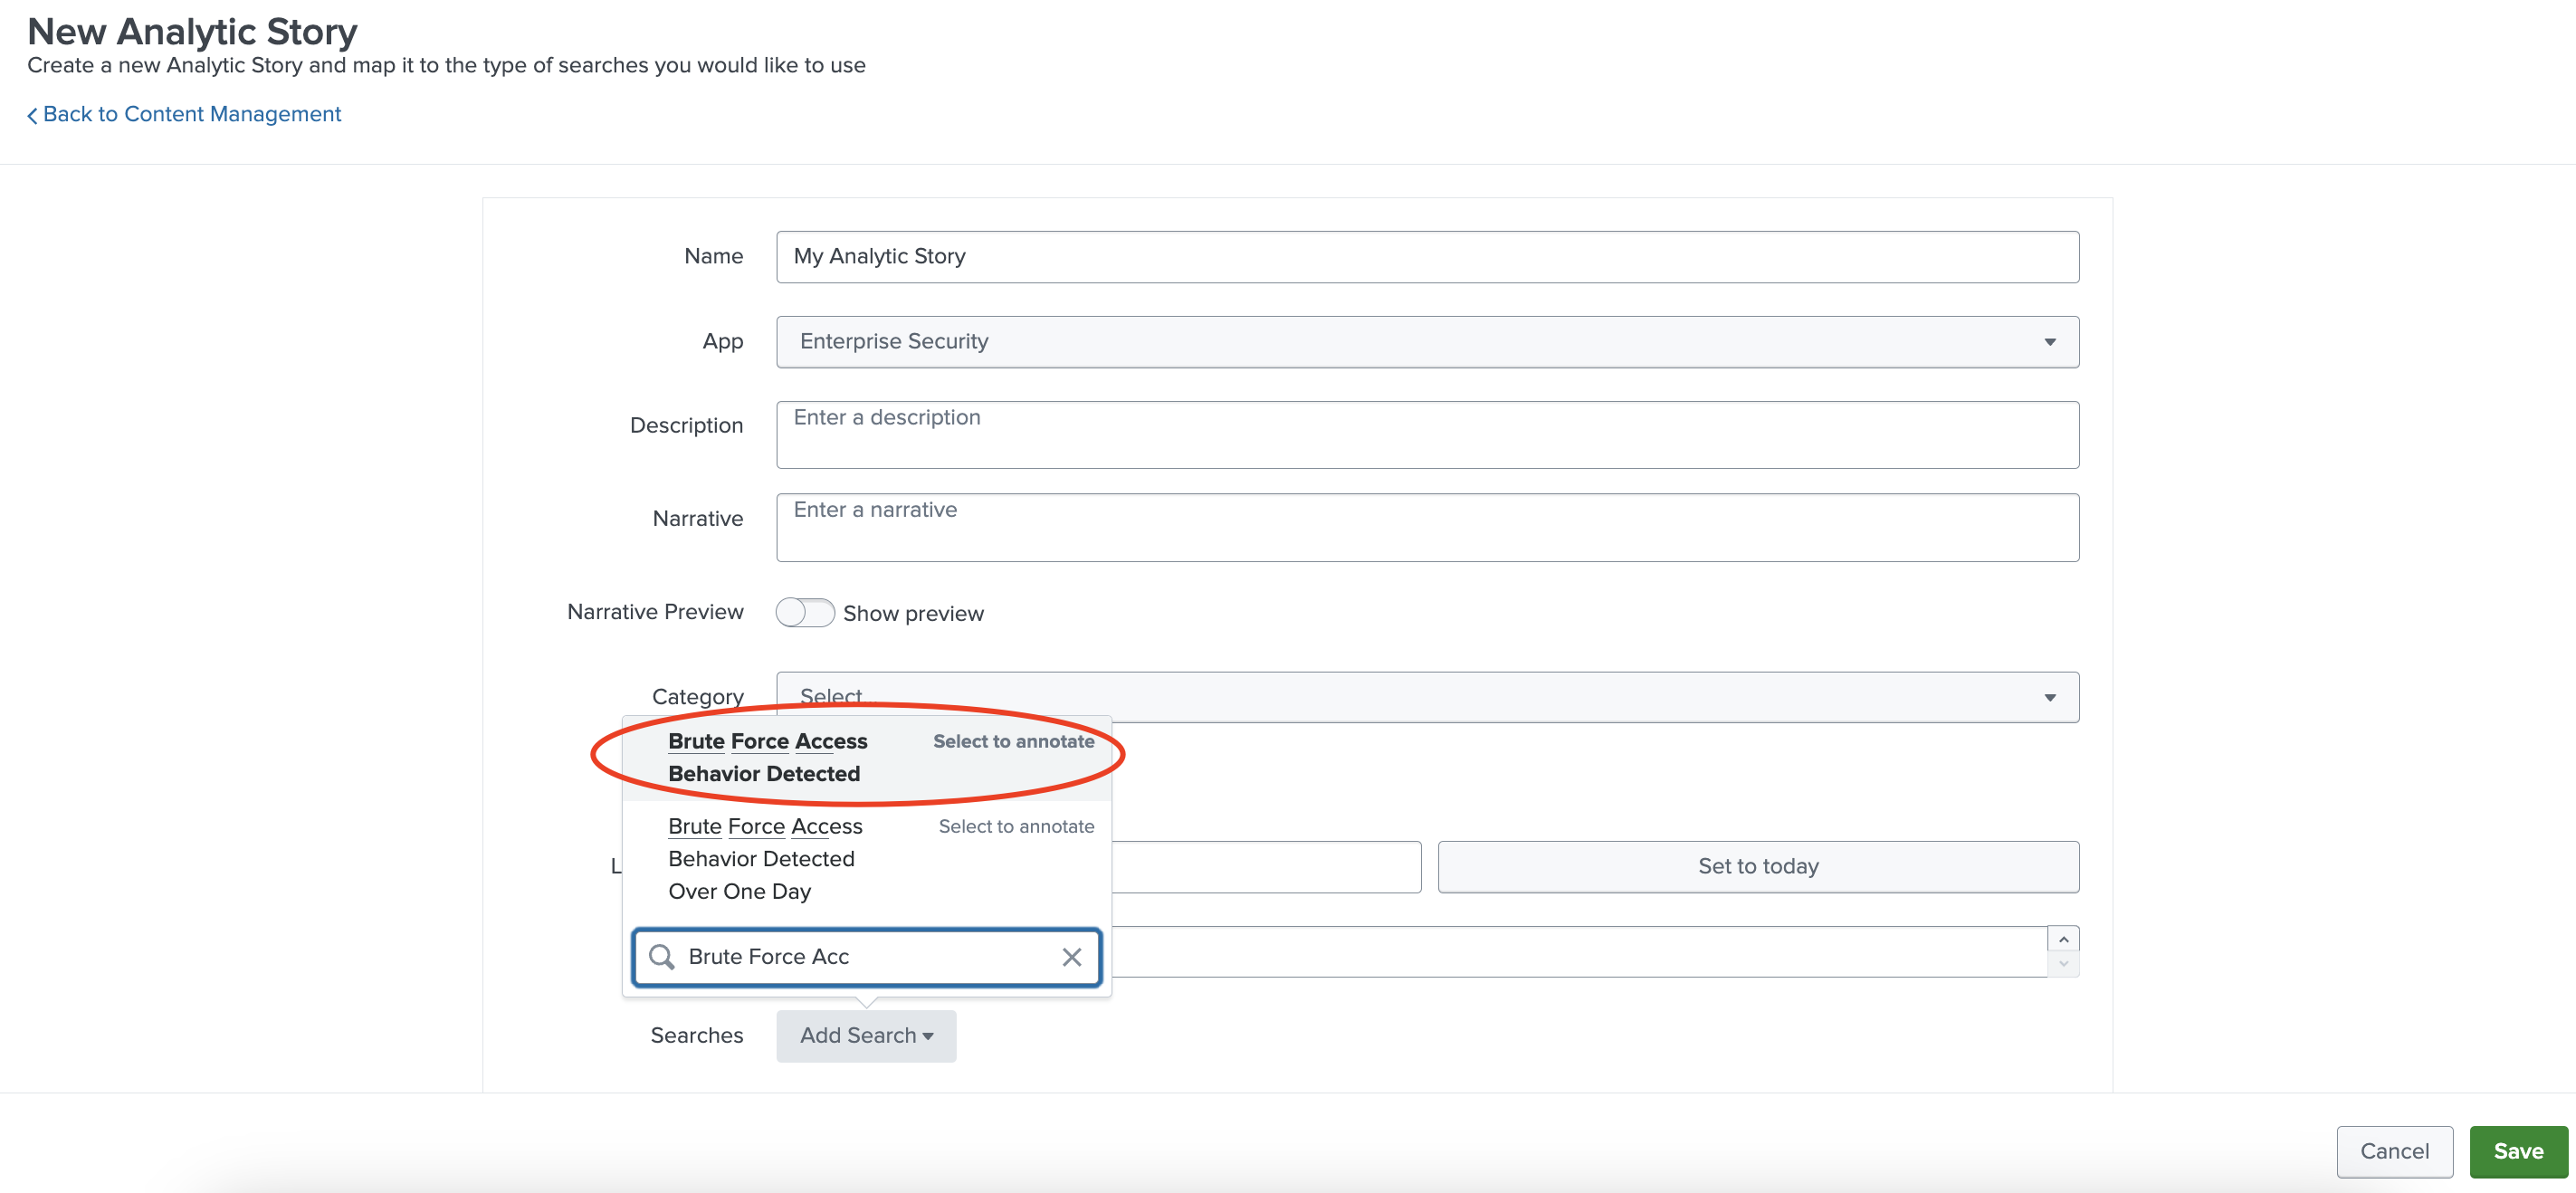 New Analytic Story
Create a new Analytic Story and map it to the type of searches you would like to use
Back to Content Management
Name
My Analytic Story
App
Enterprise Security
Description
Enter a description
Narrative
Enter a narrative
Narrative Preview
Show preview
Category
Select...
Brute Force Access
Select to annotate
Behavior Detected
Brute Force Access
Select to annotate
Behavior Detected
Over One Day
L
Set to today
Brute Force Acc
Searches
Add Search
Cancel
Save